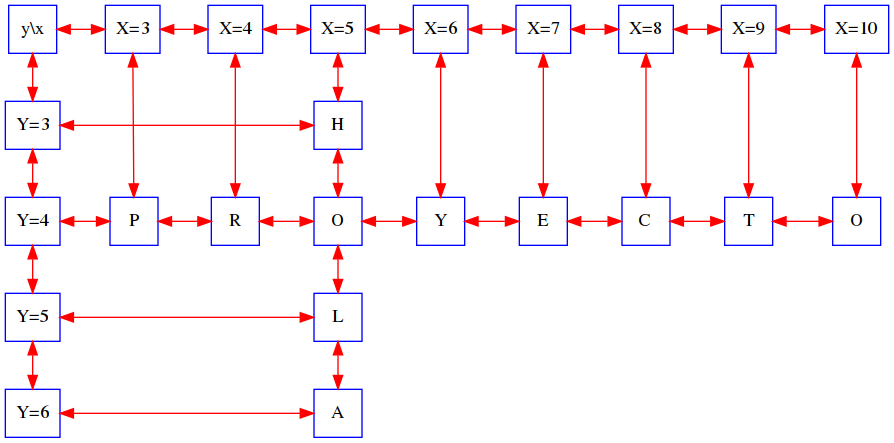 y\x X=3 X=4 X=5 X=6 X=7 X=8 X=9 X=10
Y=3 H
Y=4 P R O Y E C T O
Y=5 L
Y=6 A